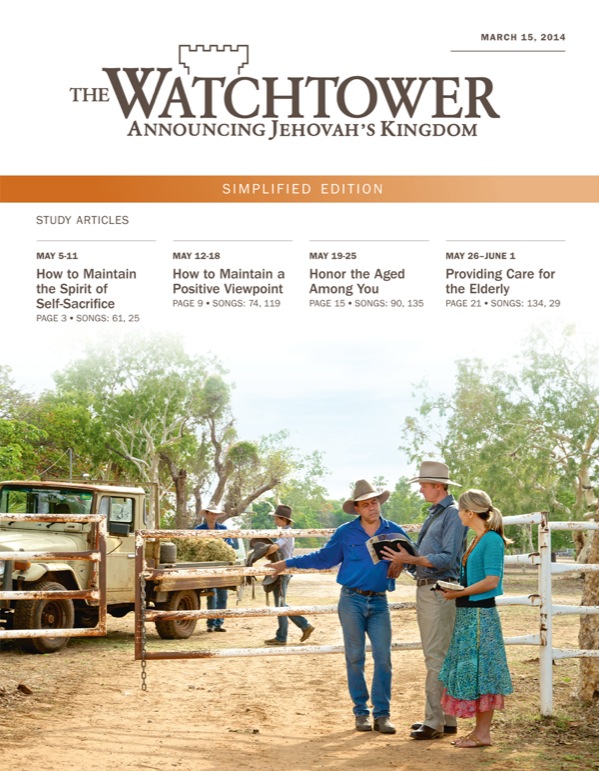 MARCH 15, 2014
THE WATCHTOWER
ANNOUNCING JEHOVAH'S KINGDOM
SIMPLIFIED EDITION
STUDY ARTICLES
MAY 5-11
How to Maintain
the Spirit of
Self-Sacrifice
PAGE 3 • SONGS: 61, 25
MAY 12-18
How to Maintain a
Positive Viewpoint
PAGE 9 • SONGS: 74, 119
MAY 19-25
Honor the Aged
Among You
PAGE 15 • SONGS: 90, 135
MAY 26–JUNE 1
Providing Care for
the Elderly
PAGE 21 • SONGS: 134, 29